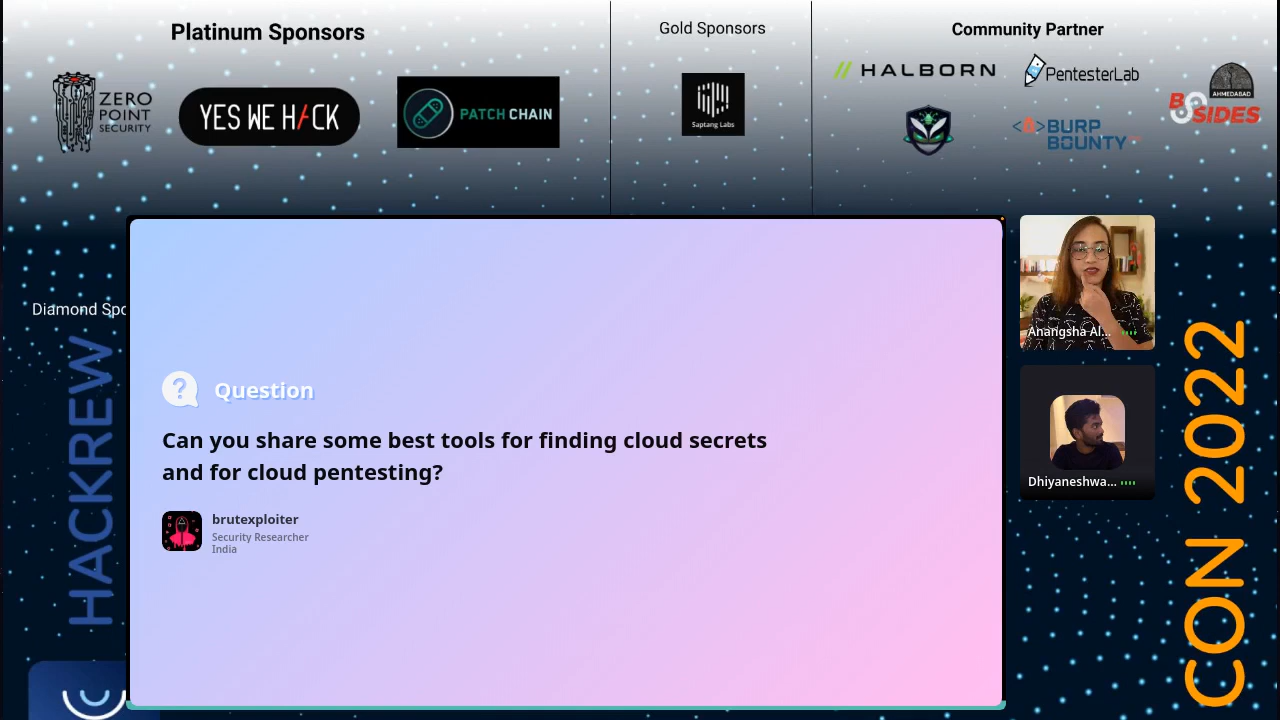 Platinum Sponsors
Gold Sponsors
Community Partner
ZERO
POINT
SECURITY
YES WE H/CK
PATCH CHAIN
Saptang Labs
HALBORN
PentesterLab
BURP
BOUNTY
AHMEDABAD
BSIDES
Diamond Spo
HACKREW
CON 2022
Question
Can you share some best tools for finding cloud secrets
and for cloud pentesting?
brutexploiter
Security Researcher
India
Anangsha Al...
Dhiyaneshwa...